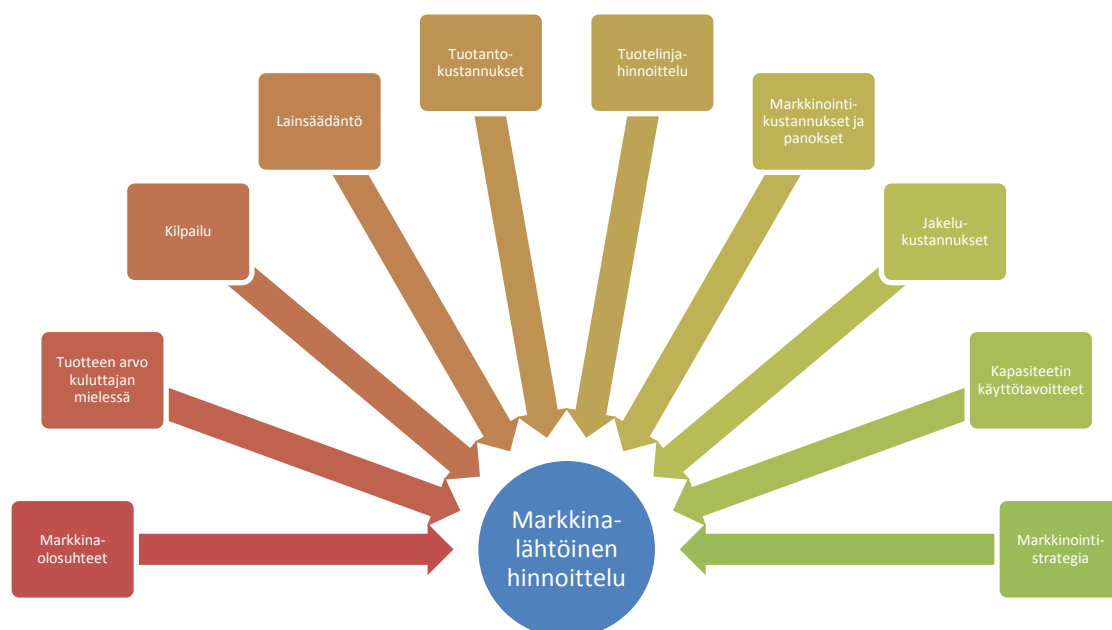 Tuotanto-
kustannukset
Tuotelinja-
hinnoittelu
Lainsäädäntö
Markkinointi-
kustannukset ja
panokset
Kilpailu
Jakelu-
kustannukset
Tuotteen arvo
kuluttajan
mielessä
Kapasiteetin
käyttötavoitteet
Markkina-
olosuhteet
Markkina-
lähtöinen
hinnoittelu
Markkinointi-
strategia